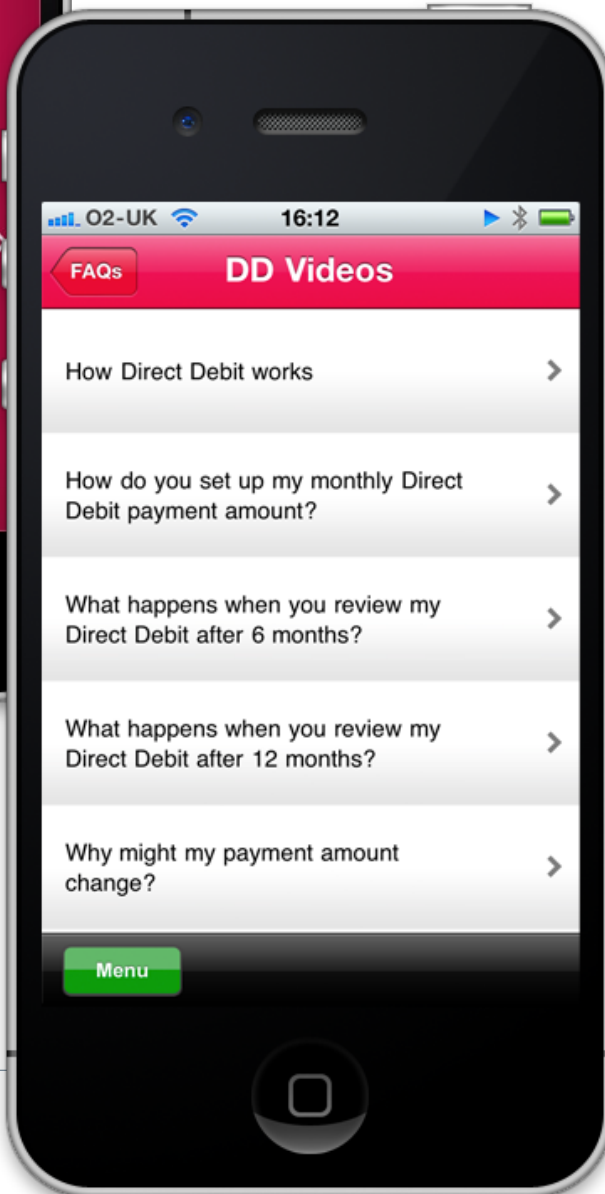 O2-UK 16:12
FAQs DD Videos
How Direct Debit works
How do you set up my monthly Direct
Debit payment amount?
What happens when you review my
Direct Debit after 6 months?
What happens when you review my
Direct Debit after 12 months?
Why might my payment amount
change?
Menu